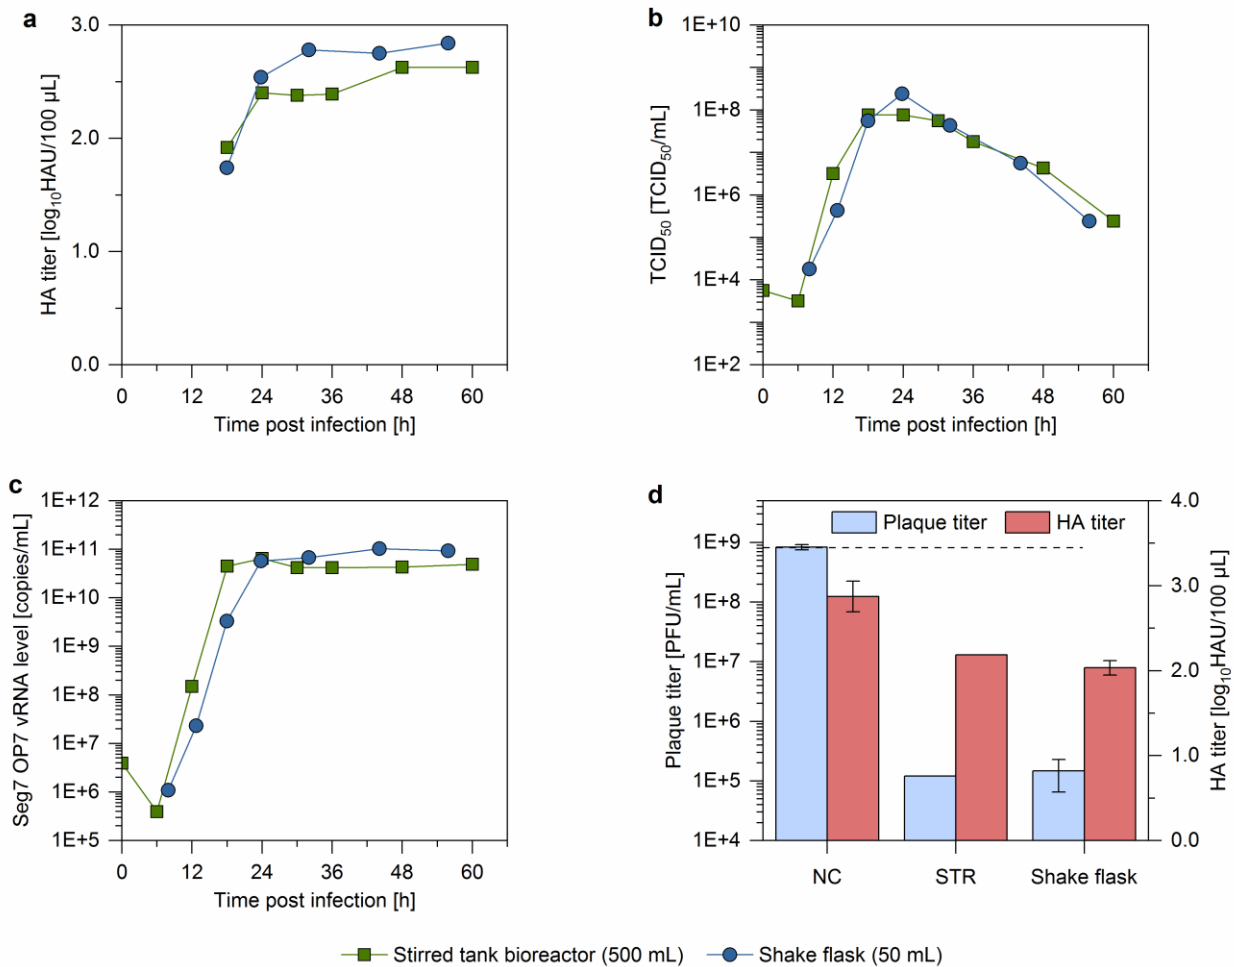 a
3.0
2.0
1.0
0.0
HA titer [log₁₀HAU/100 µL]
0 12 24 36 48 60
Time post infection [h]
b
1E+10
1E+8
1E+6
1E+4
1E+2
TCID₅₀ [TCID₅₀/mL]
0 12 24 36 48 60
Time post infection [h]
c
1E+12
1E+11
1E+10
1E+9
1E+8
1E+7
1E+6
1E+5
Seg7 OP7 vRNA level [copies/mL]
0 12 24 36 48 60
Time post infection [h]
d
Plaque titer HA titer
1E+9
1E+8
1E+7
1E+6
1E+5
1E+4
Plaque titer [PFU/mL]
4.0
3.0
2.0
1.0
0.0
HA titer [log₁₀HAU/100 µL]
NC STR Shake flask
Stirred tank bioreactor (500 mL) Shake flask (50 mL)